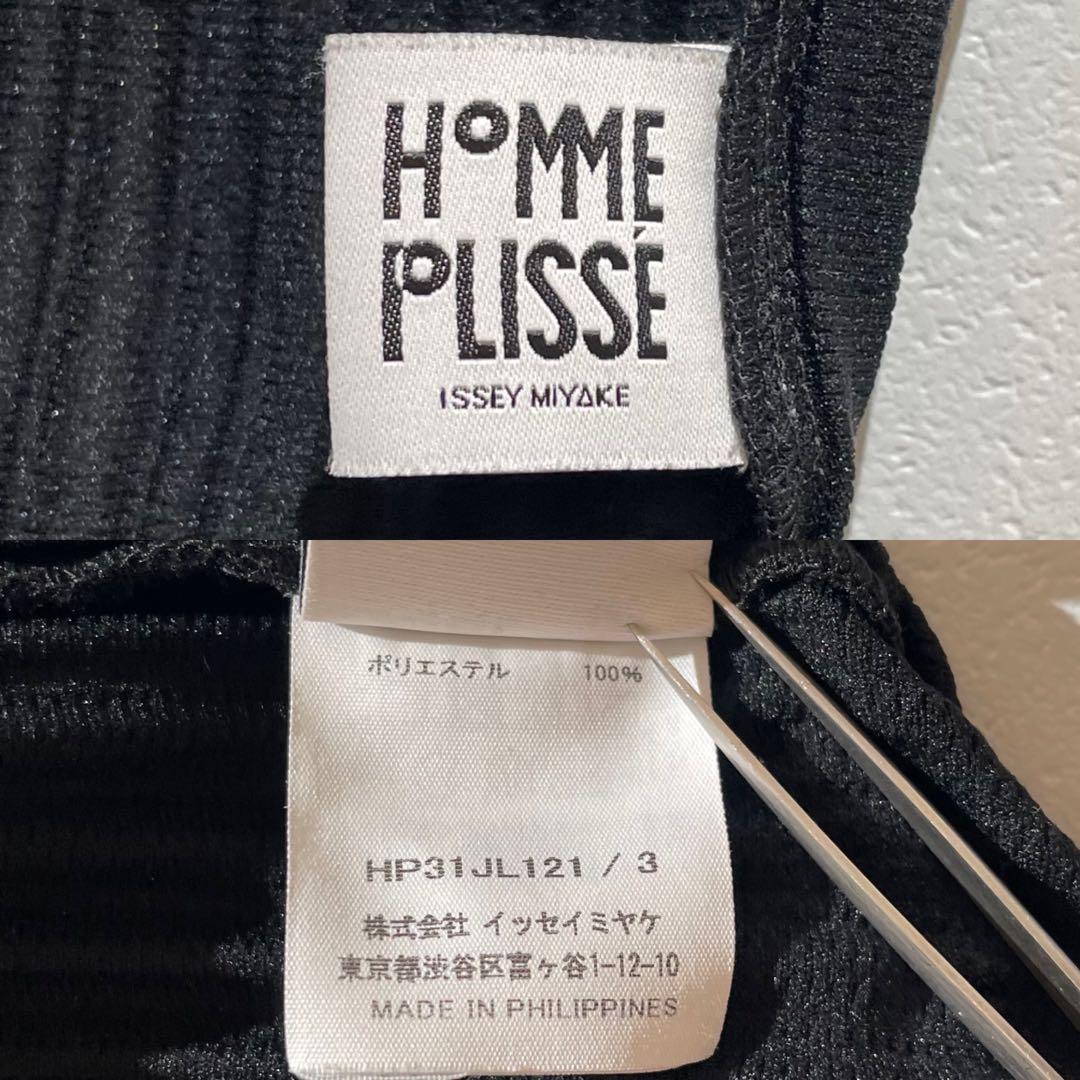 HOMME
PLISSÉ
ISSEY MIYAKE
ポリエステル 100%
HP31JL121 / 3
株式会社 イッセイミヤケ
東京都渋谷区富ヶ谷1-12-10
MADE IN PHILIPPINES